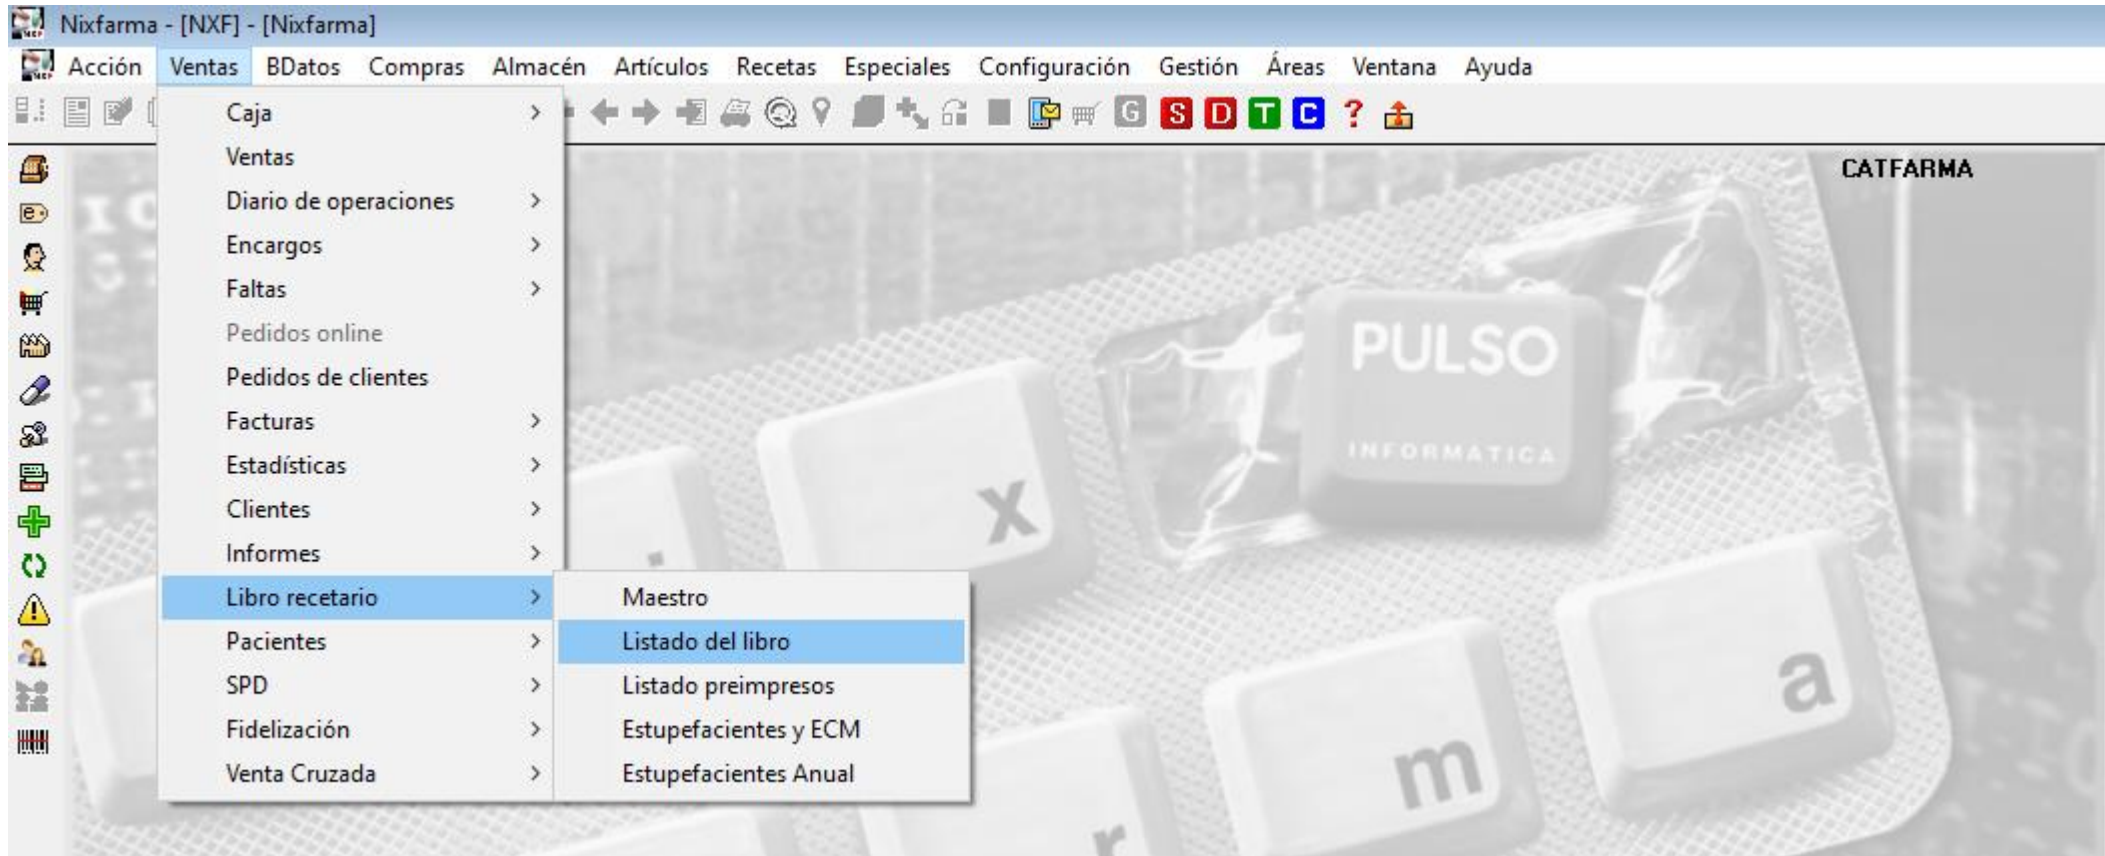 Nixfarma - [NXF] - [Nixfarma]
Acción Ventas BDatos Compras Almacén Artículos Recetas Especiales Configuración Gestión Áreas Ventana Ayuda
G S D T C ?
CATFARMA
Caja
Ventas
Diario de operaciones
Encargos
Faltas
Pedidos online
Pedidos de clientes
Facturas
Estadísticas
Clientes
Informes
Libro recetario
Pacientes
SPD
Fidelización
Venta Cruzada
Maestro
Listado del libro
Listado preimpresos
Estupefacientes y ECM
Estupefacientes Anual
PULSO
INFORMATICA
. x
r m a